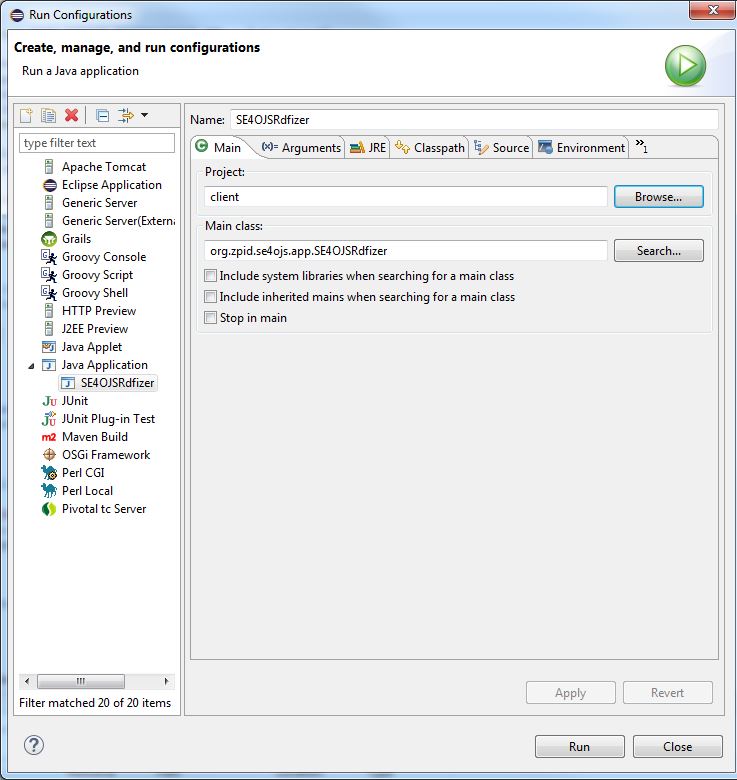 Run Configurations
Create, manage, and run configurations
Run a Java application
type filter text
Apache Tomcat
Eclipse Application
Generic Server
Generic Server(Externa
Grails
Groovy Console
Groovy Script
Groovy Shell
HTTP Preview
J2EE Preview
Java Applet
Java Application
SE4OJSRdfizer
JUnit
JUnit Plug-in Test
Maven Build
OSGi Framework
Perl CGI
Perl Local
Pivotal tc Server
Filter matched 20 of 20 items
Name: SE4OJSRdfizer
Main Arguments JRE Classpath Source Environment »1
Project:
client Browse...
Main class:
org.zpid.se4ojs.app.SE4OJSRdfizer Search...
Include system libraries when searching for a main class
Include inherited mains when searching for a main class
Stop in main
Apply Revert
Run Close